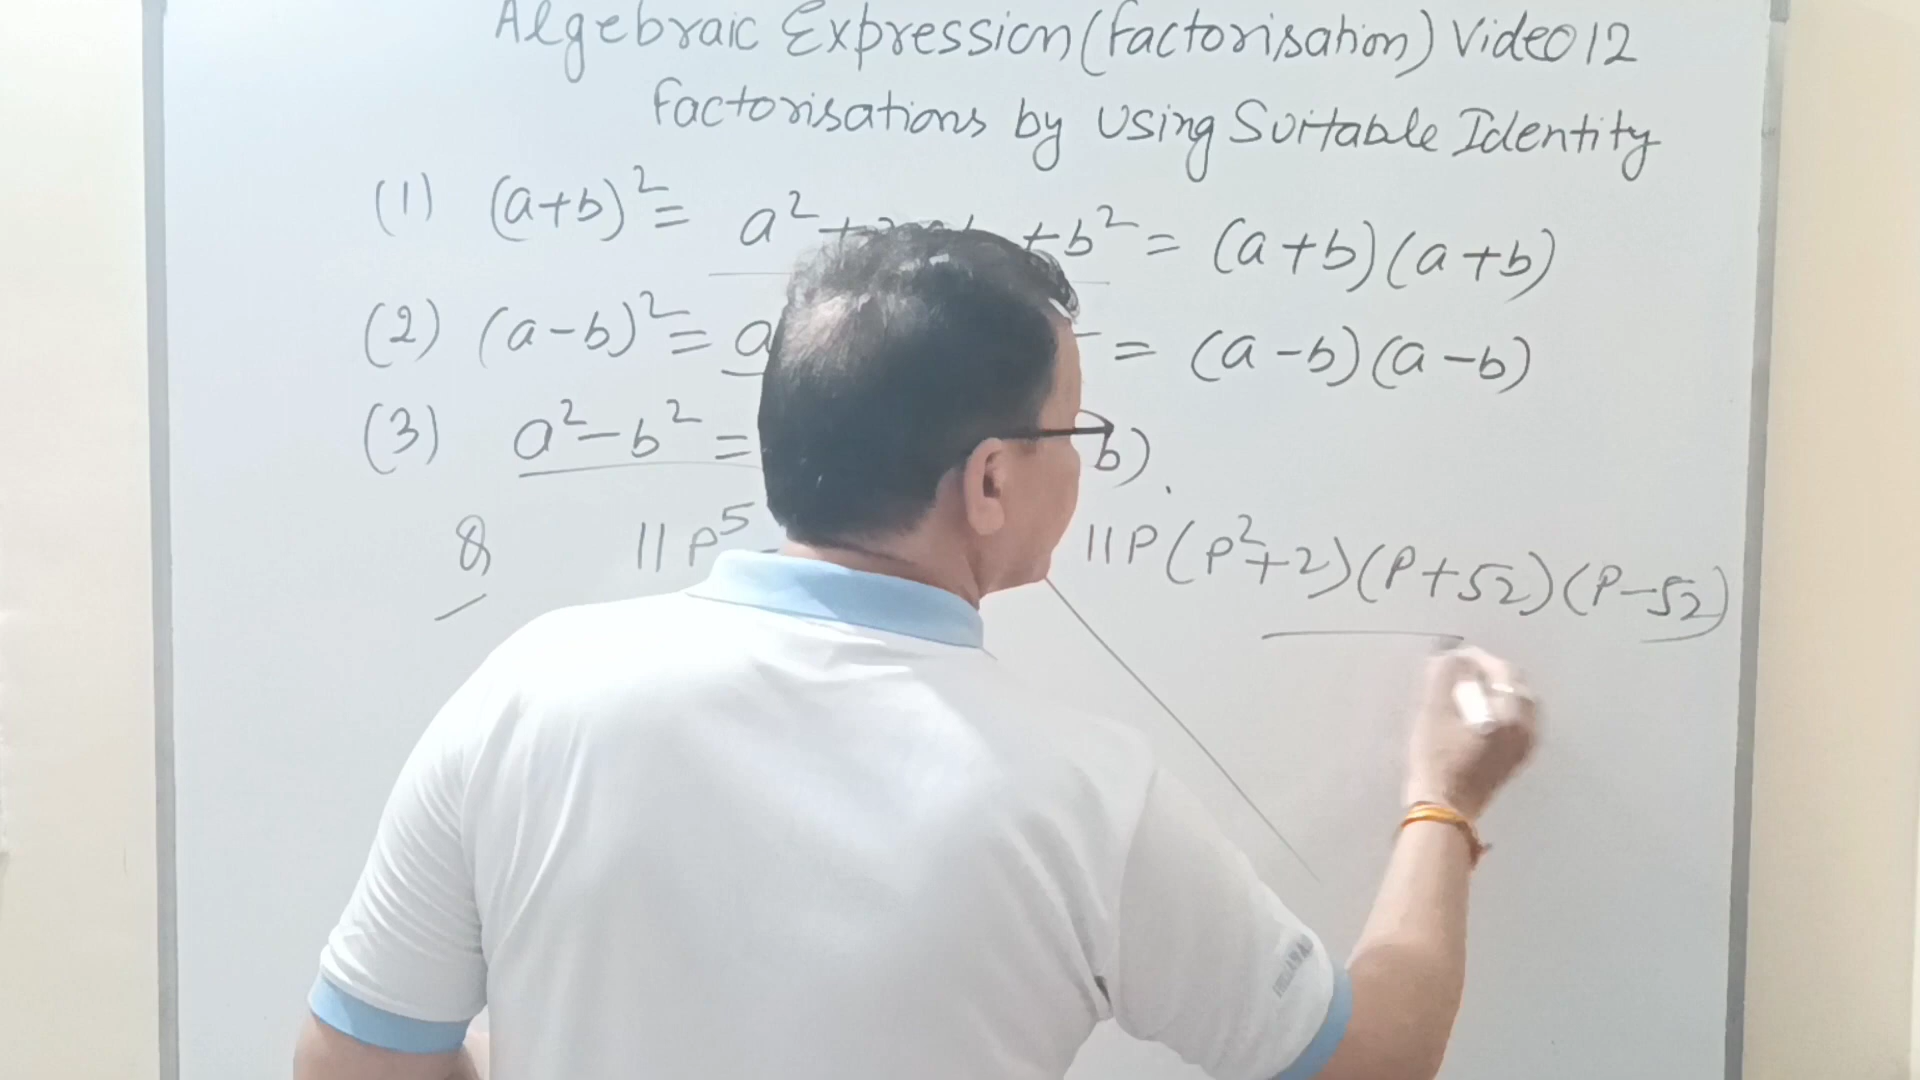 Algebraic Expression (Factorisation) Video 12
Factorisations by Using Suitable Identity
(1) (a+b)² = a² + + b² = (a+b)(a+b)
(2) (a-b)² = a = (a-b)(a-b)
(3) a² - b² = b).
Q 11P⁵ 11P(P²+2)(P+√2)(P-√2)